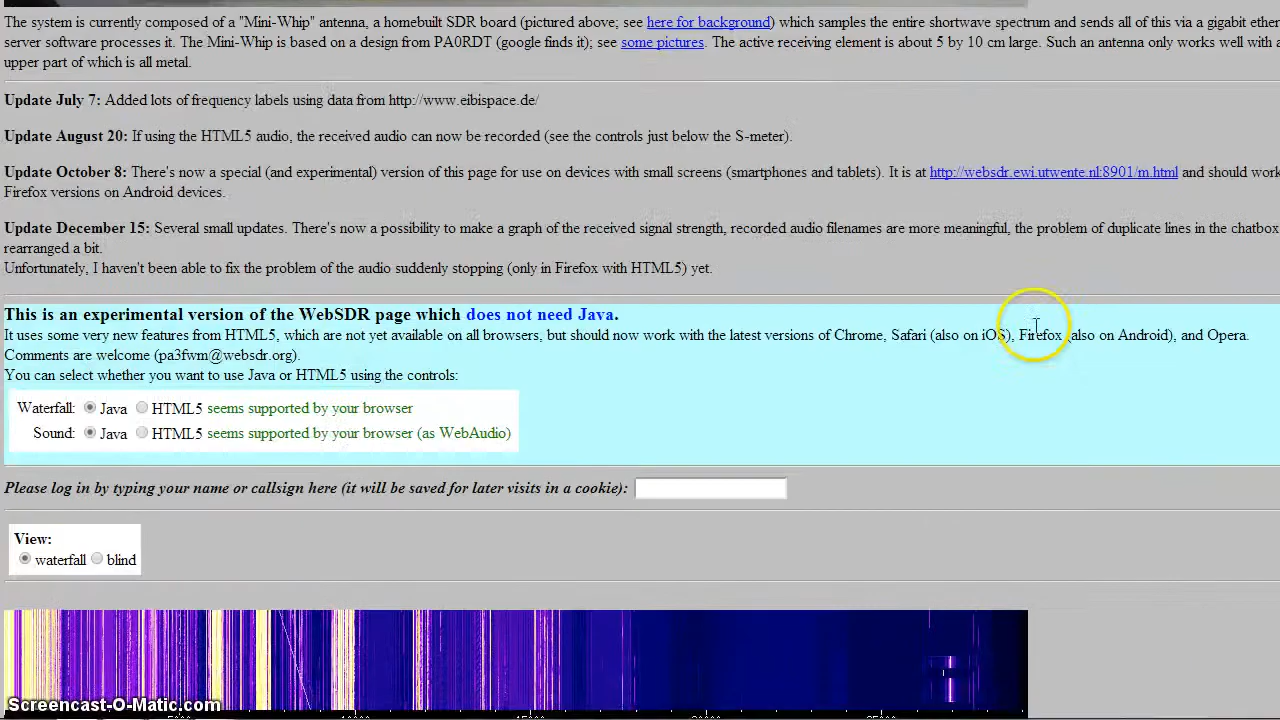 The system is currently composed of a "Mini-Whip" antenna, a homebuilt SDR board (pictured above; see here for background) which samples the entire shortwave spectrum and sends all of this via a gigabit
server software processes it. The Mini-Whip is based on a design from PA0RDT (google finds it); see some pictures. The active receiving element is about 5 by 10 cm large. Such an antenna only works well with a
upper part of which is all metal.
Update July 7: Added lots of frequency labels using data from http://www.eibispace.de/
Update August 20: If using the HTML5 audio, the received audio can now be recorded (see the controls just below the S-meter).
Update October 8: There's now a special (and experimental) version of this page for use on devices with small screens (smartphones and tablets). It is at http://websdr.ewi.utwente.nl:8901/m.html and should work
Firefox versions on Android devices.
Update December 15: Several small updates. There's now a possibility to make a graph of the received signal strength, recorded audio filenames are more meaningful, the problem of duplicate lines in the chatbox
rearranged a bit.
Unfortunately, I haven't been able to fix the problem of the audio suddenly stopping (only in Firefox with HTML5) yet.
This is an experimental version of the WebSDR page which does not need Java.
It uses some very new features from HTML5, which are not yet available on all browsers, but should now work with the latest versions of Chrome, Safari (also on iOS), Firefox (also on Android), and Opera.
Comments are welcome (pa3fwm@websdr.org).
You can select whether you want to use Java or HTML5 using the controls:
Waterfall: Java HTML5 seems supported by your browser
Sound: Java HTML5 seems supported by your browser (as WebAudio)
Please log in by typing your name or callsign here (it will be saved for later visits in a cookie):
View:
waterfall blind
Screencast-O-Matic.com